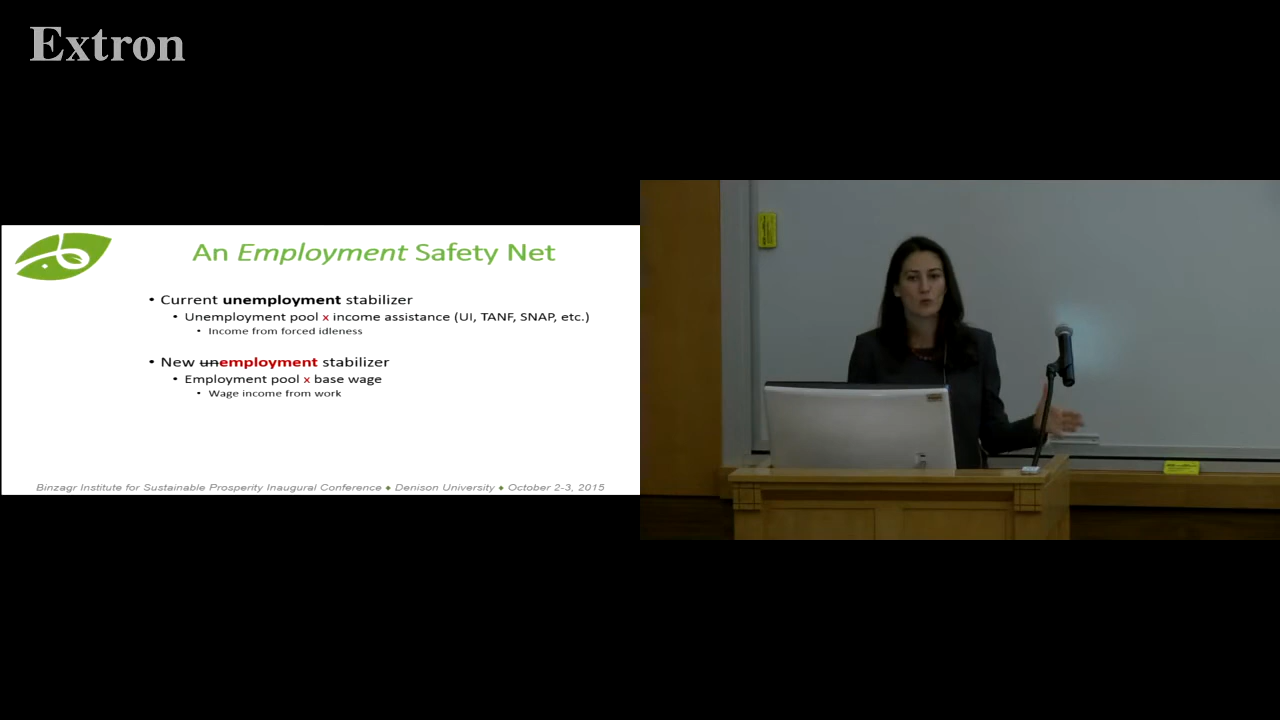 Extron
An Employment Safety Net
• Current unemployment stabilizer
• Unemployment pool x income assistance (UI, TANF, SNAP, etc.)
• Income from forced idleness
• New unemployment stabilizer
• Employment pool x base wage
• Wage income from work
Binzagr Institute for Sustainable Prosperity Inaugural Conference ♦ Denison University ♦ October 2-3, 2015